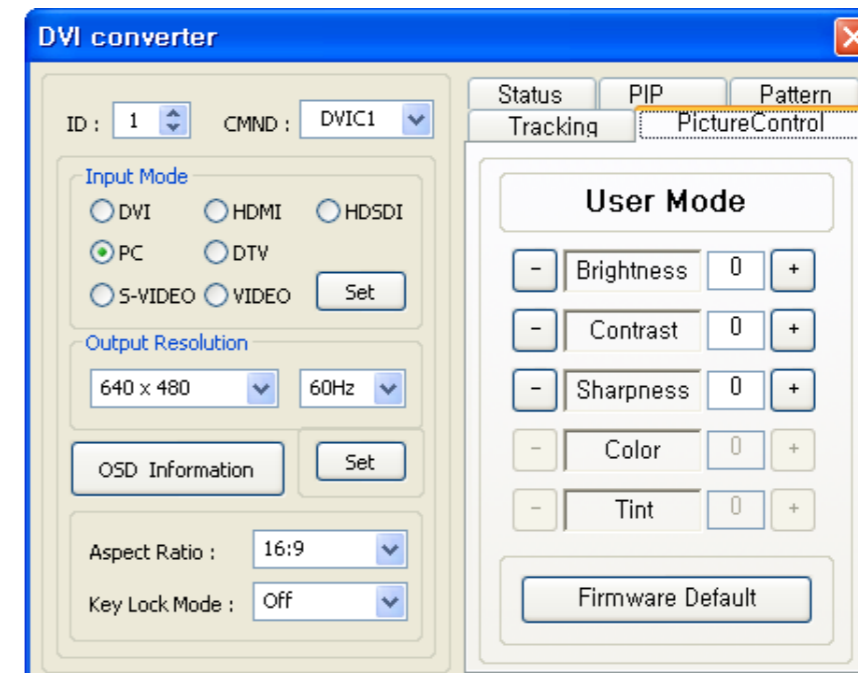 DVI converter
ID : 1 CMND : DVIC1
Input Mode
DVI HDMI HDSDI
PC DTV
S-VIDEO VIDEO Set
Output Resolution
640 x 480 60Hz
OSD Information Set
Aspect Ratio : 16:9
Key Lock Mode : Off
Status PIP Pattern
Tracking PictureControl
User Mode
- Brightness 0 +
- Contrast 0 +
- Sharpness 0 +
- Color 0 +
- Tint 0 +
Firmware Default